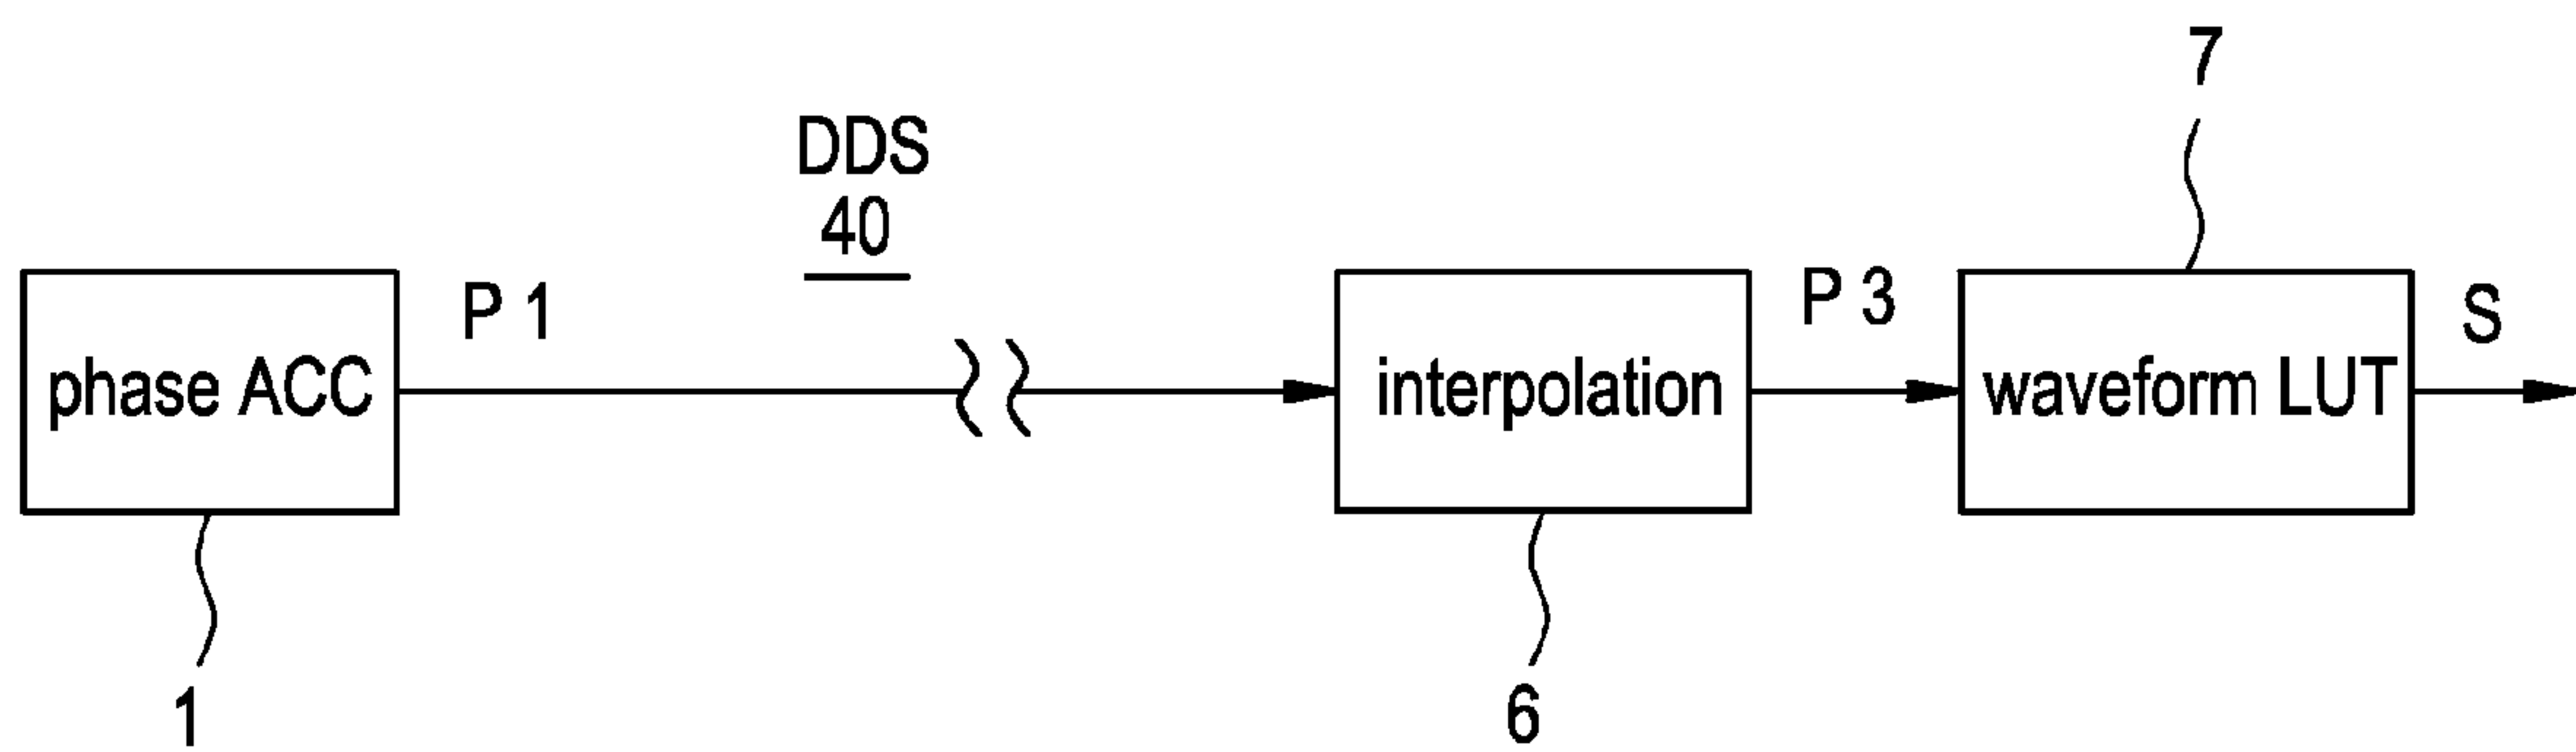 7
DDS
40
phase ACC
P 1
interpolation
P 3
waveform LUT
S
1
6